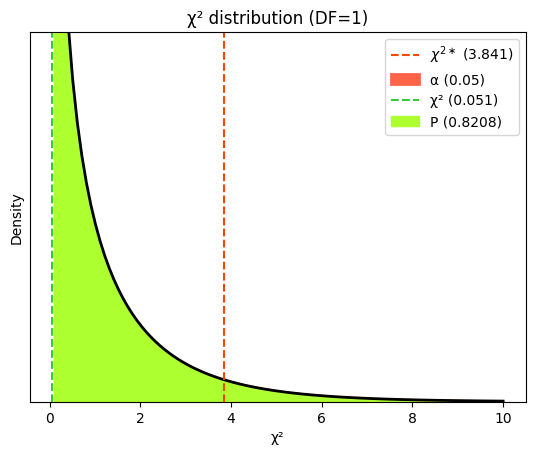 χ² distribution (DF=1)
χ²* (3.841)
α (0.05)
χ² (0.051)
P (0.8208)
Density
0 2 4 6 8 10
χ²